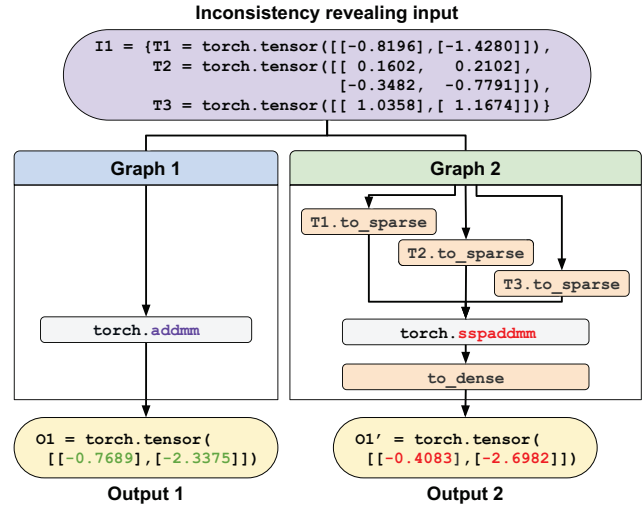 Inconsistency revealing input
I1 = {T1 = torch.tensor([[-0.8196],[-1.4280]]),
T2 = torch.tensor([[ 0.1602, 0.2102],
[-0.3482, -0.7791]]),
T3 = torch.tensor([[ 1.0358],[ 1.1674]])}
Graph 1
torch.addmm
O1 = torch.tensor(
[[-0.7689],[-2.3375]])
Output 1
Graph 2
T1.to_sparse
T2.to_sparse
T3.to_sparse
torch.sspaddmm
to_dense
O1' = torch.tensor(
[[-0.4083],[-2.6982]])
Output 2